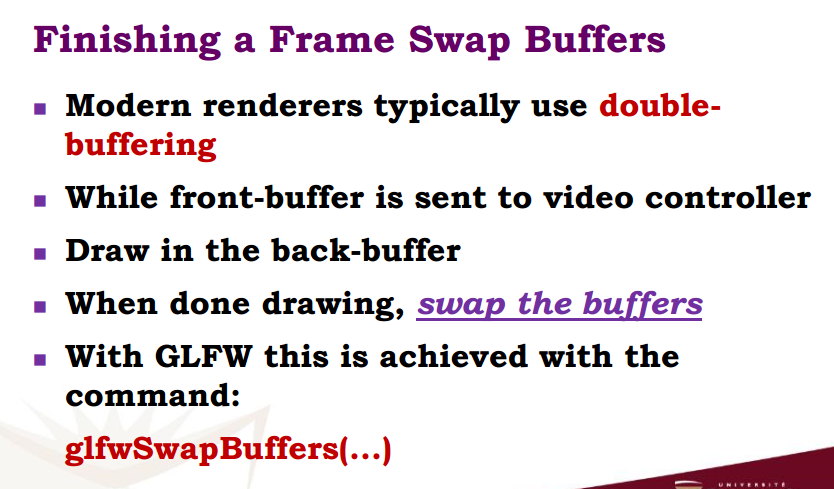 Finishing a Frame Swap Buffers
Modern renderers typically use double-
buffering
While front-buffer is sent to video controller
Draw in the back-buffer
When done drawing, swap the buffers
With GLFW this is achieved with the
command:
glfwSwapBuffers(...)
UNIVERSITÉ